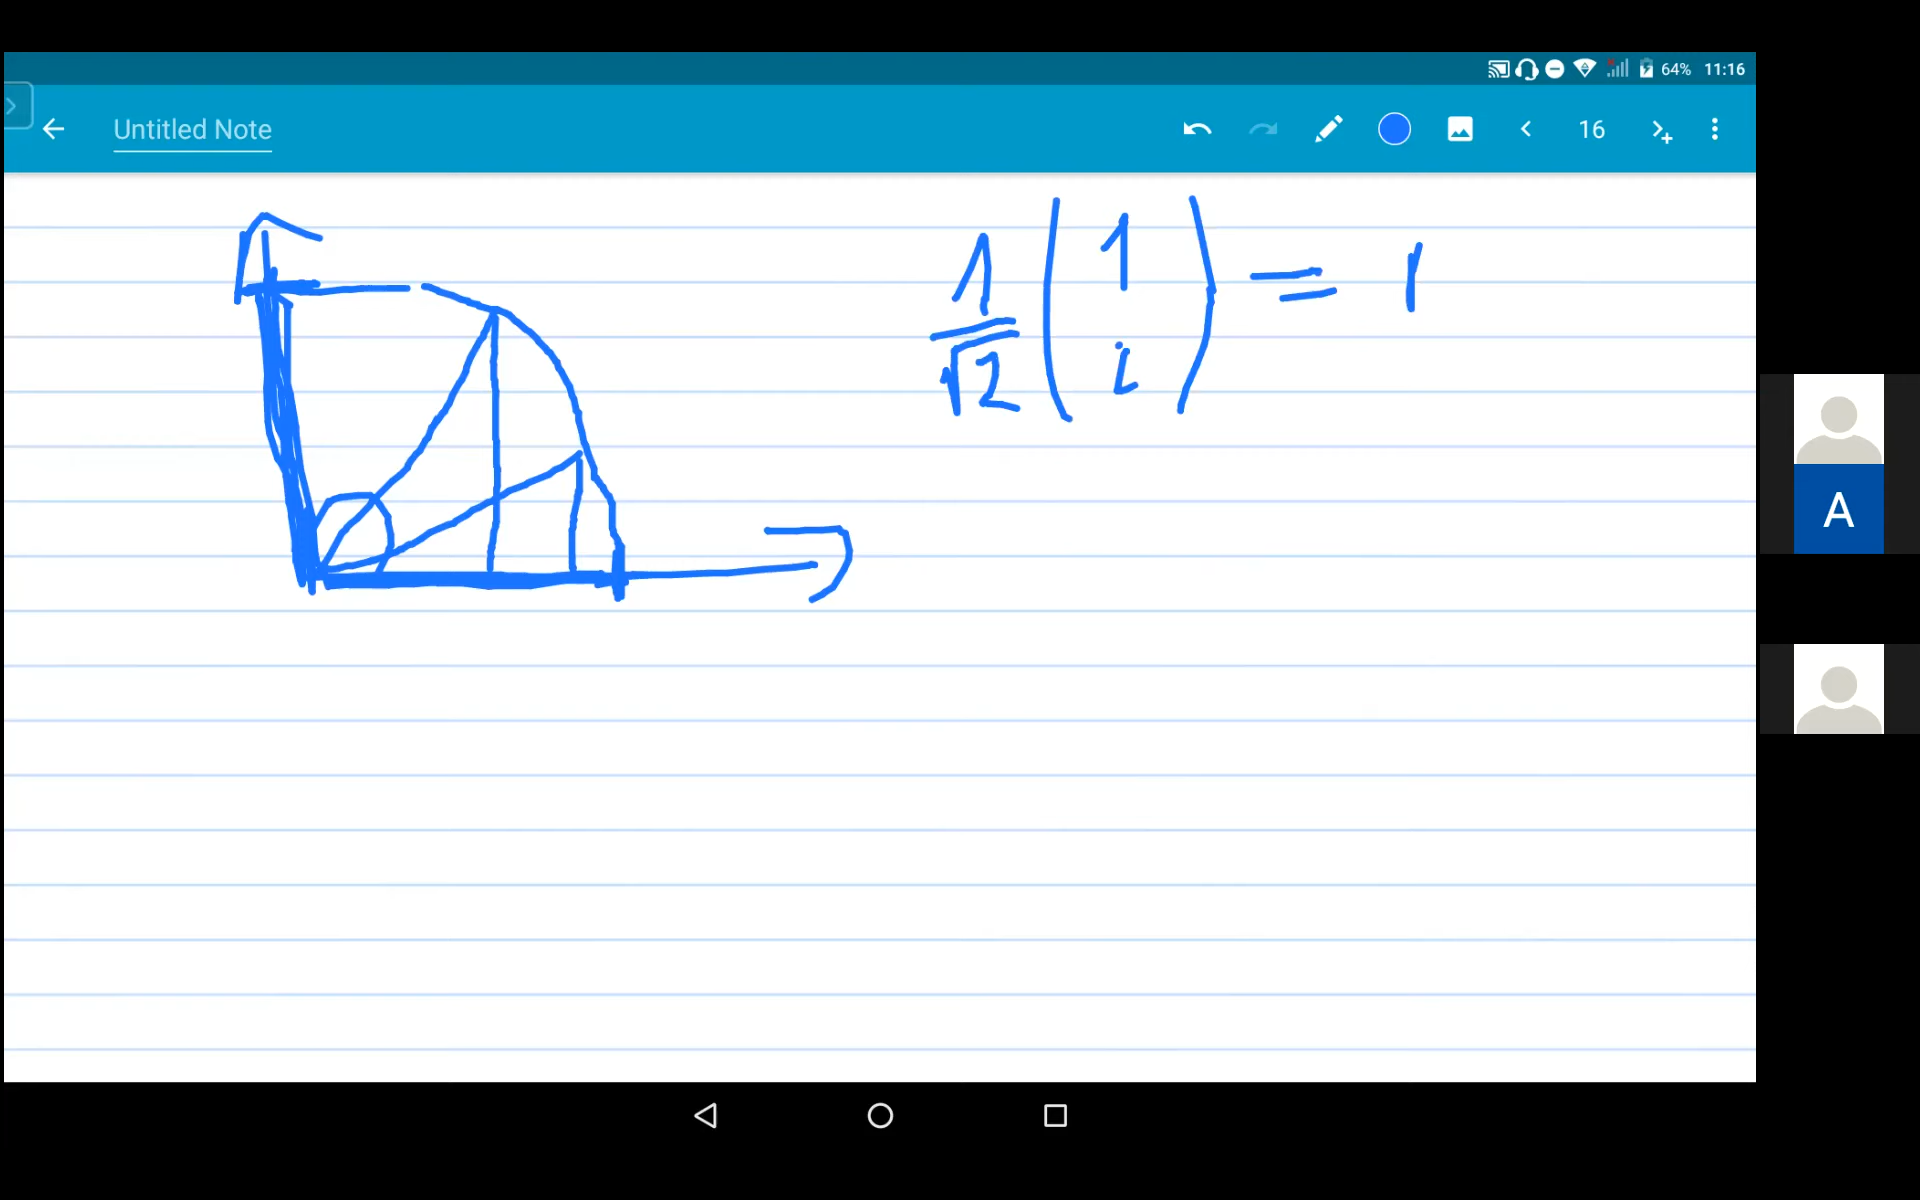 64% 11:16
Untitled Note
16
1/√2 (1 i) = 1
A